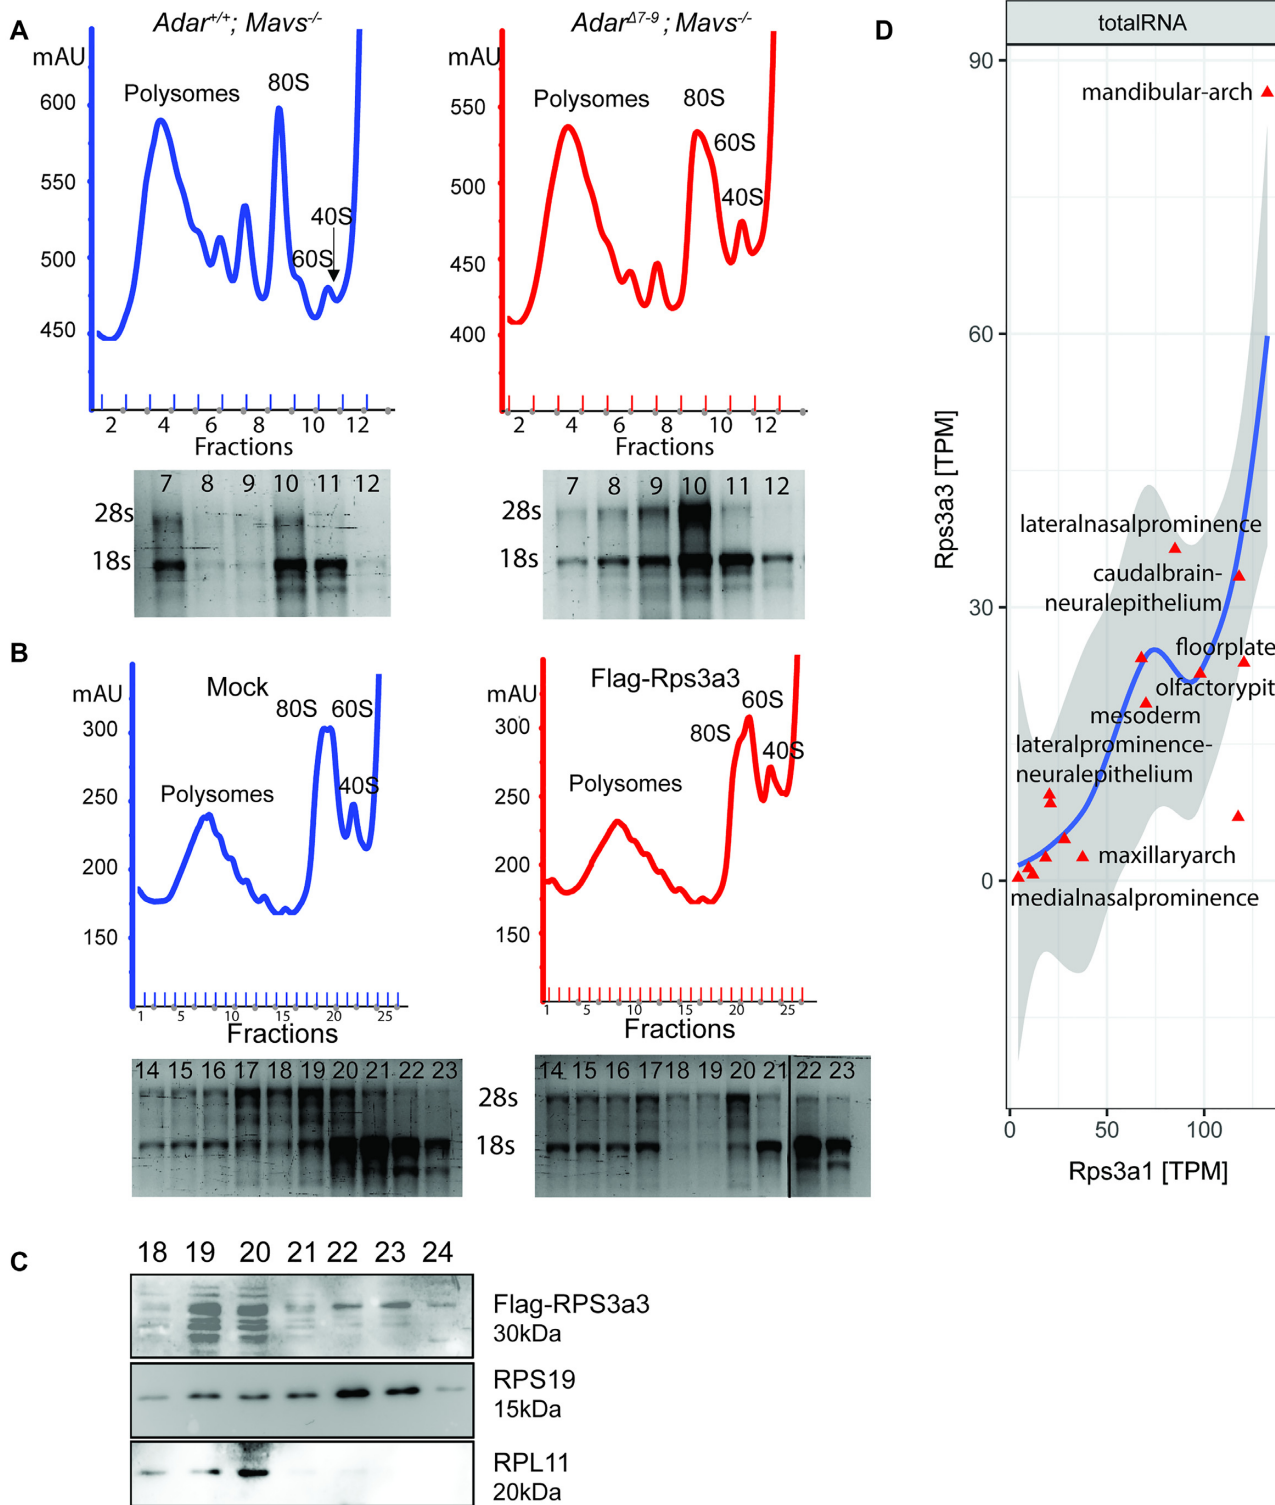 A
Adar+/+; Mavs-/-
mAU
Polysomes
80S
600
550
500
450
40S
60S
2 4 6 8 10 12
Fractions
7 8 9 10 11 12
28s
18s
AdarΔ7-9 ; Mavs-/-
mAU
Polysomes
80S
60S
40S
550
500
450
400
2 4 6 8 10 12
Fractions
7 8 9 10 11 12
B
Mock
mAU
80S 60S
40S
Polysomes
300
250
200
150
1 5 10 15 20 25
Fractions
14 15 16 17 18 19 20 21 22 23
28s
18s
Flag-Rps3a3
mAU
60S
80S
40S
Polysomes
300
250
200
150
1 5 10 15 20 25
Fractions
14 15 16 17 18 19 20 21 22 23
C
18 19 20 21 22 23 24
Flag-RPS3a3
30kDa
RPS19
15kDa
RPL11
20kDa
D
totalRNA
90
60
30
0
Rps3a3 [TPM]
mandibular-arch
lateralnasalprominence
caudalbrain-
neuralepithelium
floorplate
olfactorypit
mesoderm
lateralprominence-
neuralepithelium
maxillaryarch
medialnasalprominence
0 50 100
Rps3a1 [TPM]